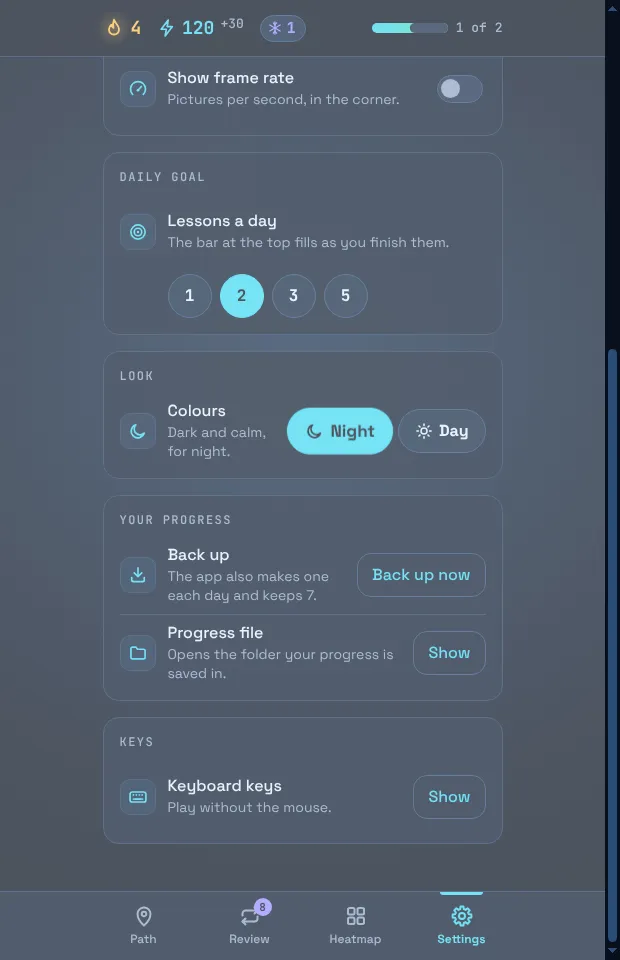 4 120 +30 1 1 of 2
Show frame rate
Pictures per second, in the corner.
DAILY GOAL
Lessons a day
The bar at the top fills as you finish them.
1 2 3 5
LOOK
Colours
Dark and calm,
for night.
Night Day
YOUR PROGRESS
Back up
The app also makes one
each day and keeps 7.
Back up now
Progress file
Opens the folder your progress is
saved in.
Show
KEYS
Keyboard keys
Play without the mouse.
Show
8
Path Review Heatmap Settings